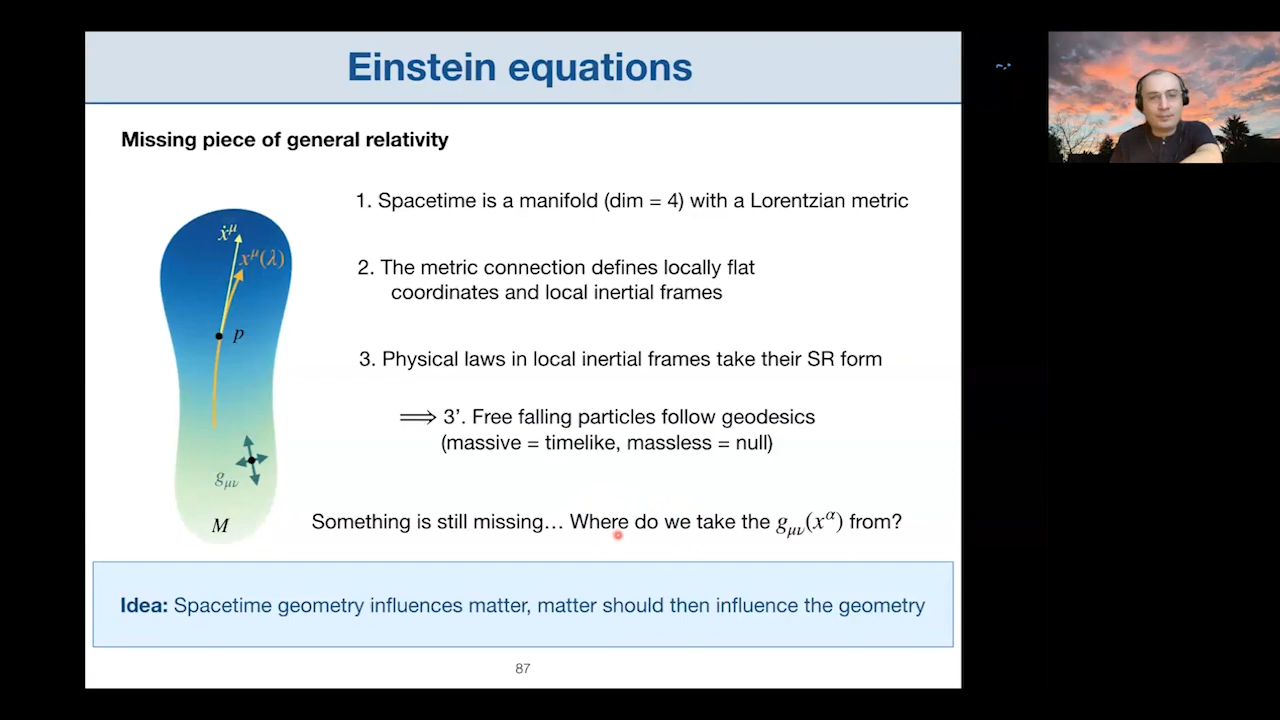 Einstein equations
Missing piece of general relativity
1. Spacetime is a manifold (dim = 4) with a Lorentzian metric
2. The metric connection defines locally flat
coordinates and local inertial frames
3. Physical laws in local inertial frames take their SR form
⟹ 3’. Free falling particles follow geodesics
(massive = timelike, massless = null)
ẋ^μ
x^μ(λ)
p
g_μν
M
Something is still missing… Where do we take the g_μν(x^α) from?
Idea: Spacetime geometry influences matter, matter should then influence the geometry
87